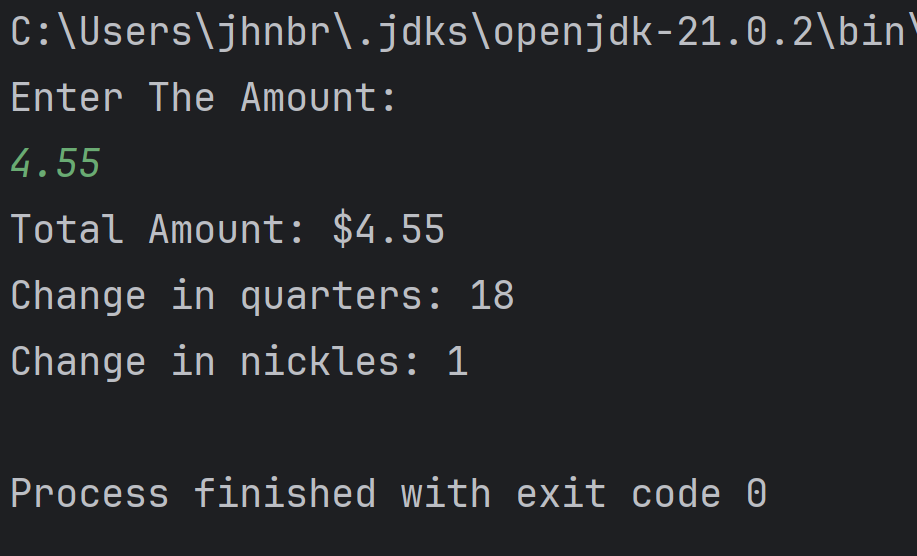 C:\Users\jhnbr\.jdks\openjdk-21.0.2\bin\
Enter The Amount:
4.55
Total Amount: $4.55
Change in quarters: 18
Change in nickles: 1
Process finished with exit code 0